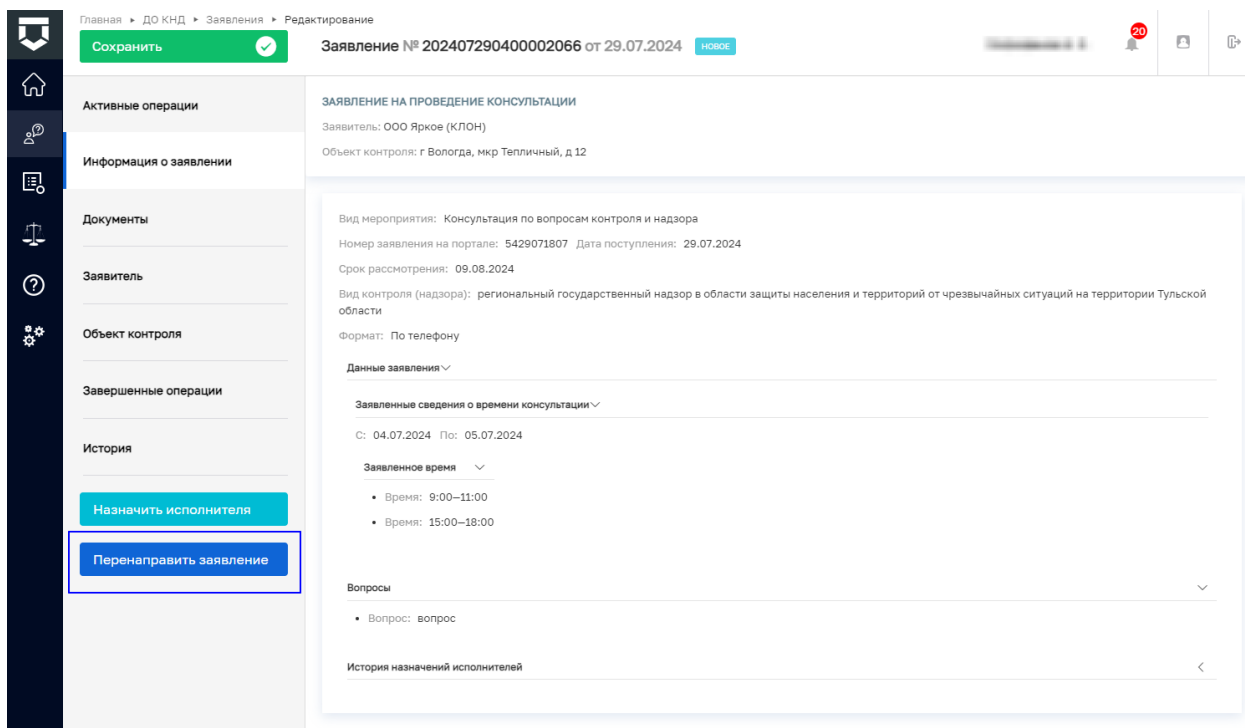 Главная ▸ ДО КНД ▸ Заявления ▸ Редактирование
Сохранить
Заявление № 202407290400002066 от 29.07.2024 НОВОЕ
20
Активные операции
Информация о заявлении
Документы
Заявитель
Объект контроля
Завершенные операции
История
Назначить исполнителя
Перенаправить заявление
ЗАЯВЛЕНИЕ НА ПРОВЕДЕНИЕ КОНСУЛЬТАЦИИ
Заявитель: ООО Яркое (КЛОН)
Объект контроля: г Вологда, мкр Тепличный, д 12
Вид мероприятия: Консультация по вопросам контроля и надзора
Номер заявления на портале: 5429071807 Дата поступления: 29.07.2024
Срок рассмотрения: 09.08.2024
Вид контроля (надзора): региональный государственный надзор в области защиты населения и территорий от чрезвычайных ситуаций на территории Тульской
области
Формат: По телефону
Данные заявления
Заявленные сведения о времени консультации
С: 04.07.2024 По: 05.07.2024
Заявленное время
• Время: 9:00—11:00
• Время: 15:00—18:00
Вопросы
• Вопрос: вопрос
История назначений исполнителей